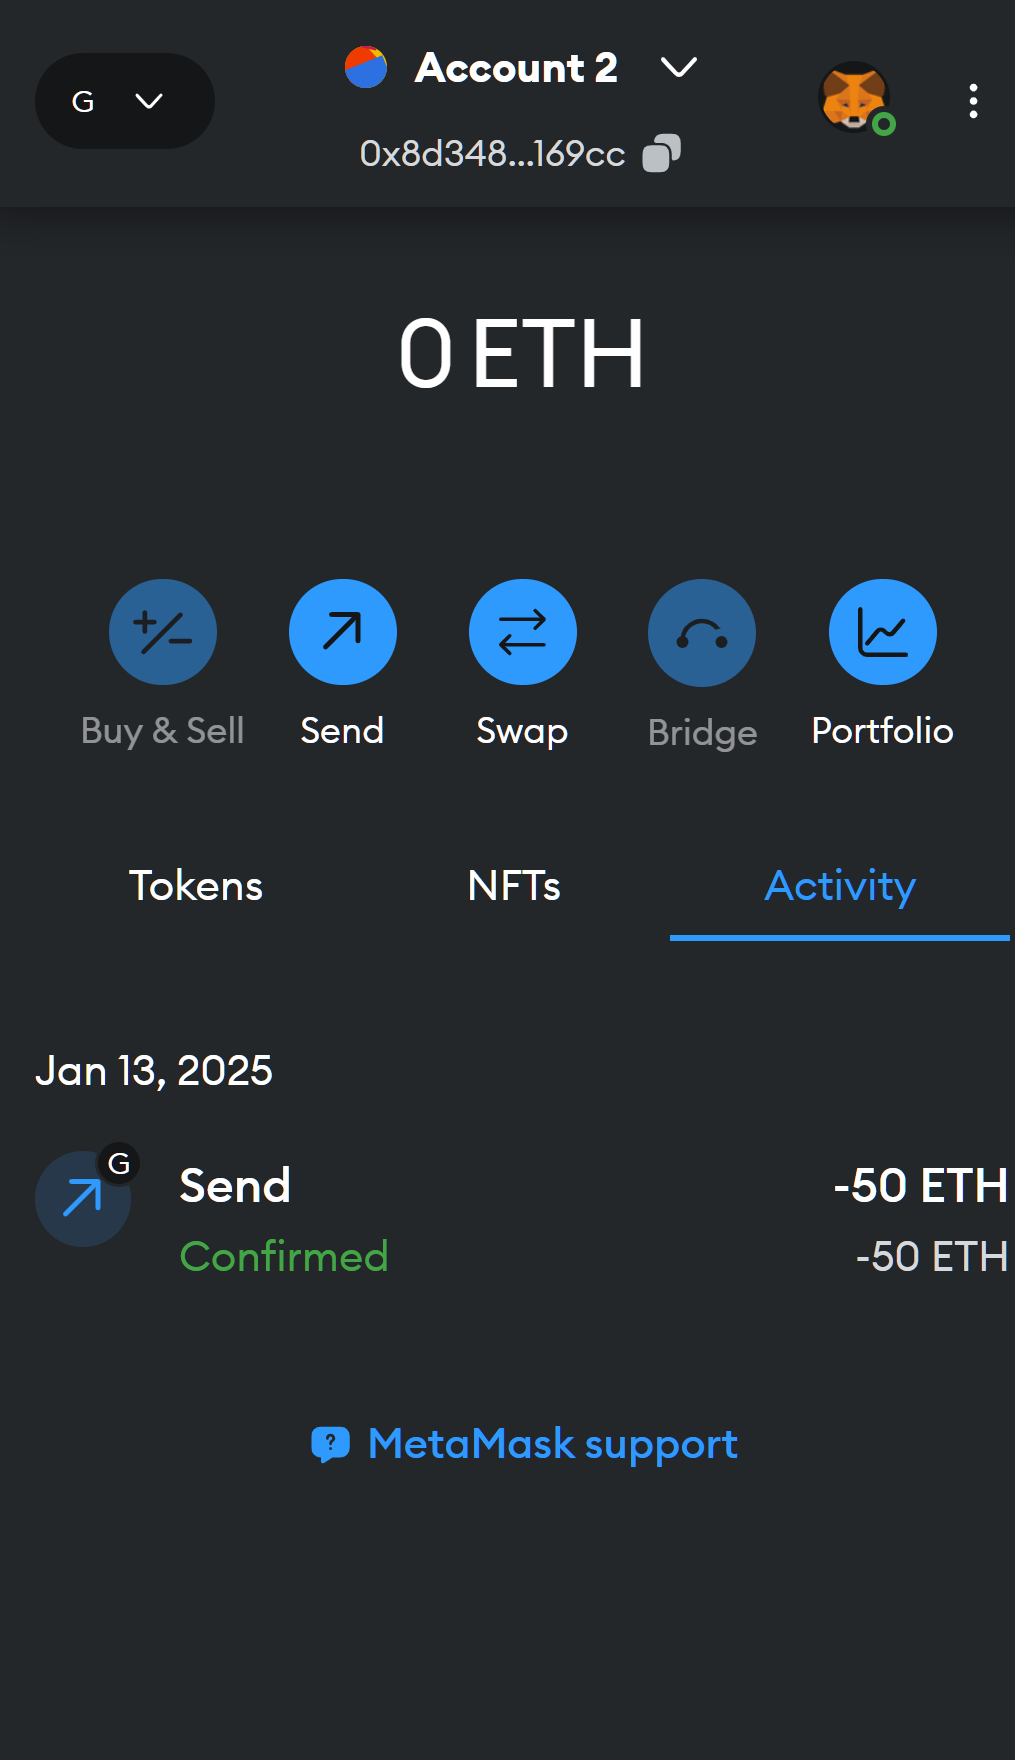 G
Account 2
0x8d348...169cc
0 ETH
Buy & Sell Send Swap Bridge Portfolio
Tokens NFTs Activity
Jan 13, 2025
G
Send -50 ETH
Confirmed -50 ETH
MetaMask support